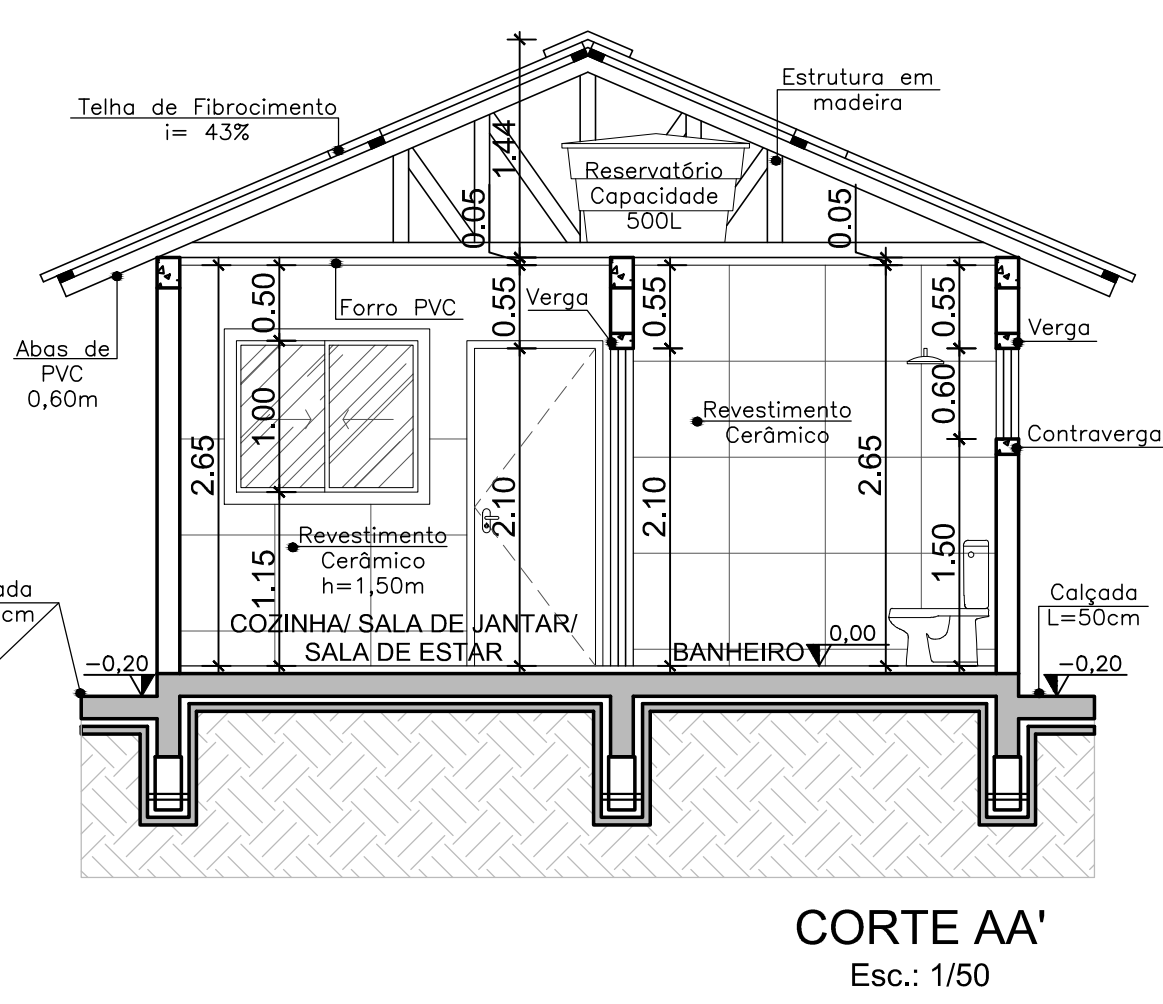 Telha de Fibrocimento
i= 43%
Estrutura em
madeira
1.44
Reservatório
Capacidade
500L
0.05
0.05
Forro PVC
Verga
Verga
Abas de
PVC
0,60m
0.50
0.55
0.55
0.55
1.00
0.60
2.65
2.65
Revestimento
Cerâmico
Contraverga
2.10
2.10
1.50
1.15
Revestimento
Cerâmico
h=1,50m
COZINHA/ SALA DE JANTAR/
SALA DE ESTAR
BANHEIRO
0,00
Calçada
L=50cm
-0,20
-0,20
CORTE AA'
Esc.: 1/50